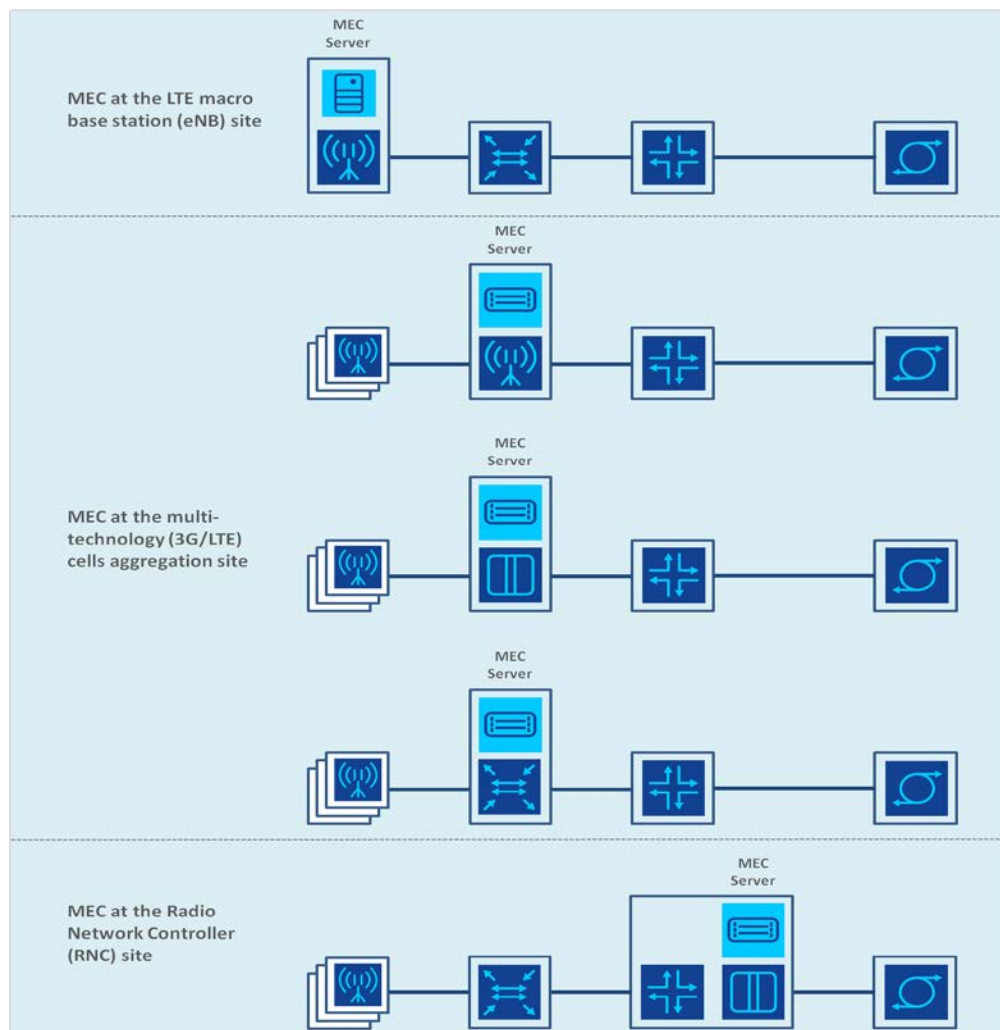 MEC
Server
MEC at the LTE macro
base station (eNB) site
MEC
Server
MEC
Server
MEC at the multi-
technology (3G/LTE)
cells aggregation site
MEC
Server
MEC
Server
MEC at the Radio
Network Controller
(RNC) site